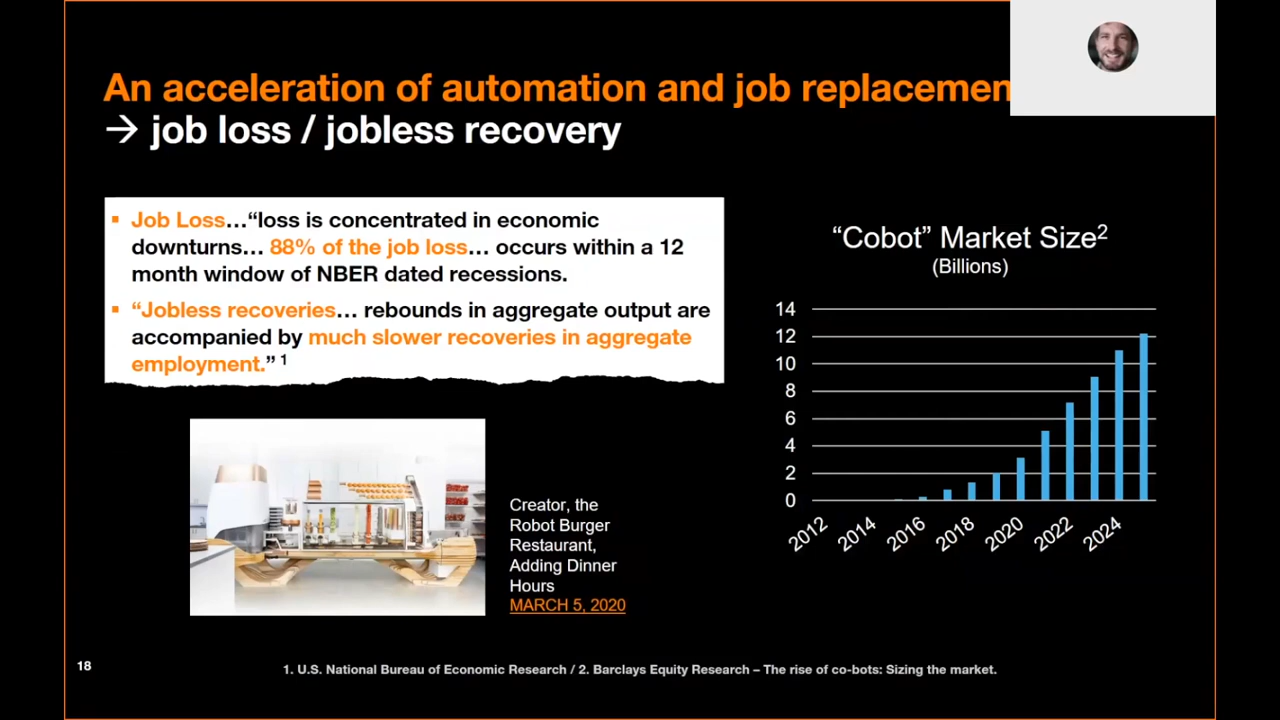 An acceleration of automation and job replacemen
→ job loss / jobless recovery
▪ Job Loss…“loss is concentrated in economic
downturns… 88% of the job loss… occurs within a 12
month window of NBER dated recessions.
▪ “Jobless recoveries… rebounds in aggregate output are
accompanied by much slower recoveries in aggregate
employment.” 1
“Cobot” Market Size2
(Billions)
14
12
10
8
6
4
2
0
2012 2014 2016 2018 2020 2022 2024
Creator, the
Robot Burger
Restaurant,
Adding Dinner
Hours
MARCH 5, 2020
18
1. U.S. National Bureau of Economic Research / 2. Barclays Equity Research – The rise of co-bots: Sizing the market.